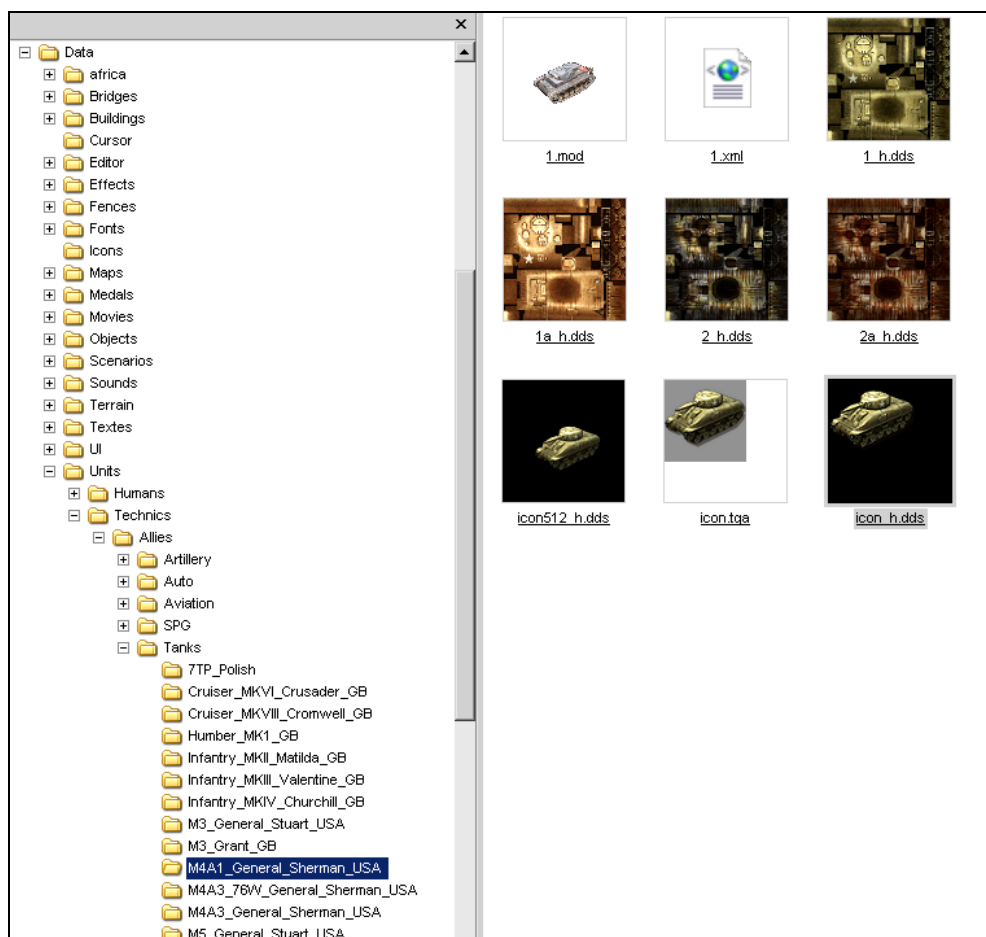 Data
africa
Bridges
Buildings
Cursor
Editor
Effects
Fences
Fonts
Icons
Maps
Medals
Movies
Objects
Scenarios
Sounds
Terrain
Textes
UI
Units
Humans
Technics
Allies
Artillery
Auto
Aviation
SPG
Tanks
7TP_Polish
Cruiser_MKVI_Crusader_GB
Cruiser_MKVIII_Cromwell_GB
Humber_MK1_GB
Infantry_MKII_Matilda_GB
Infantry_MKIII_Valentine_GB
Infantry_MKIV_Churchill_GB
M3_General_Stuart_USA
M3_Grant_GB
M4A1_General_Sherman_USA
M4A3_76W_General_Sherman_USA
M4A3_General_Sherman_USA
M5_General_Stuart_USA
1.mod
1.xml
1_h.dds
1a_h.dds
2_h.dds
2a_h.dds
icon512_h.dds
icon.tga
icon_h.dds